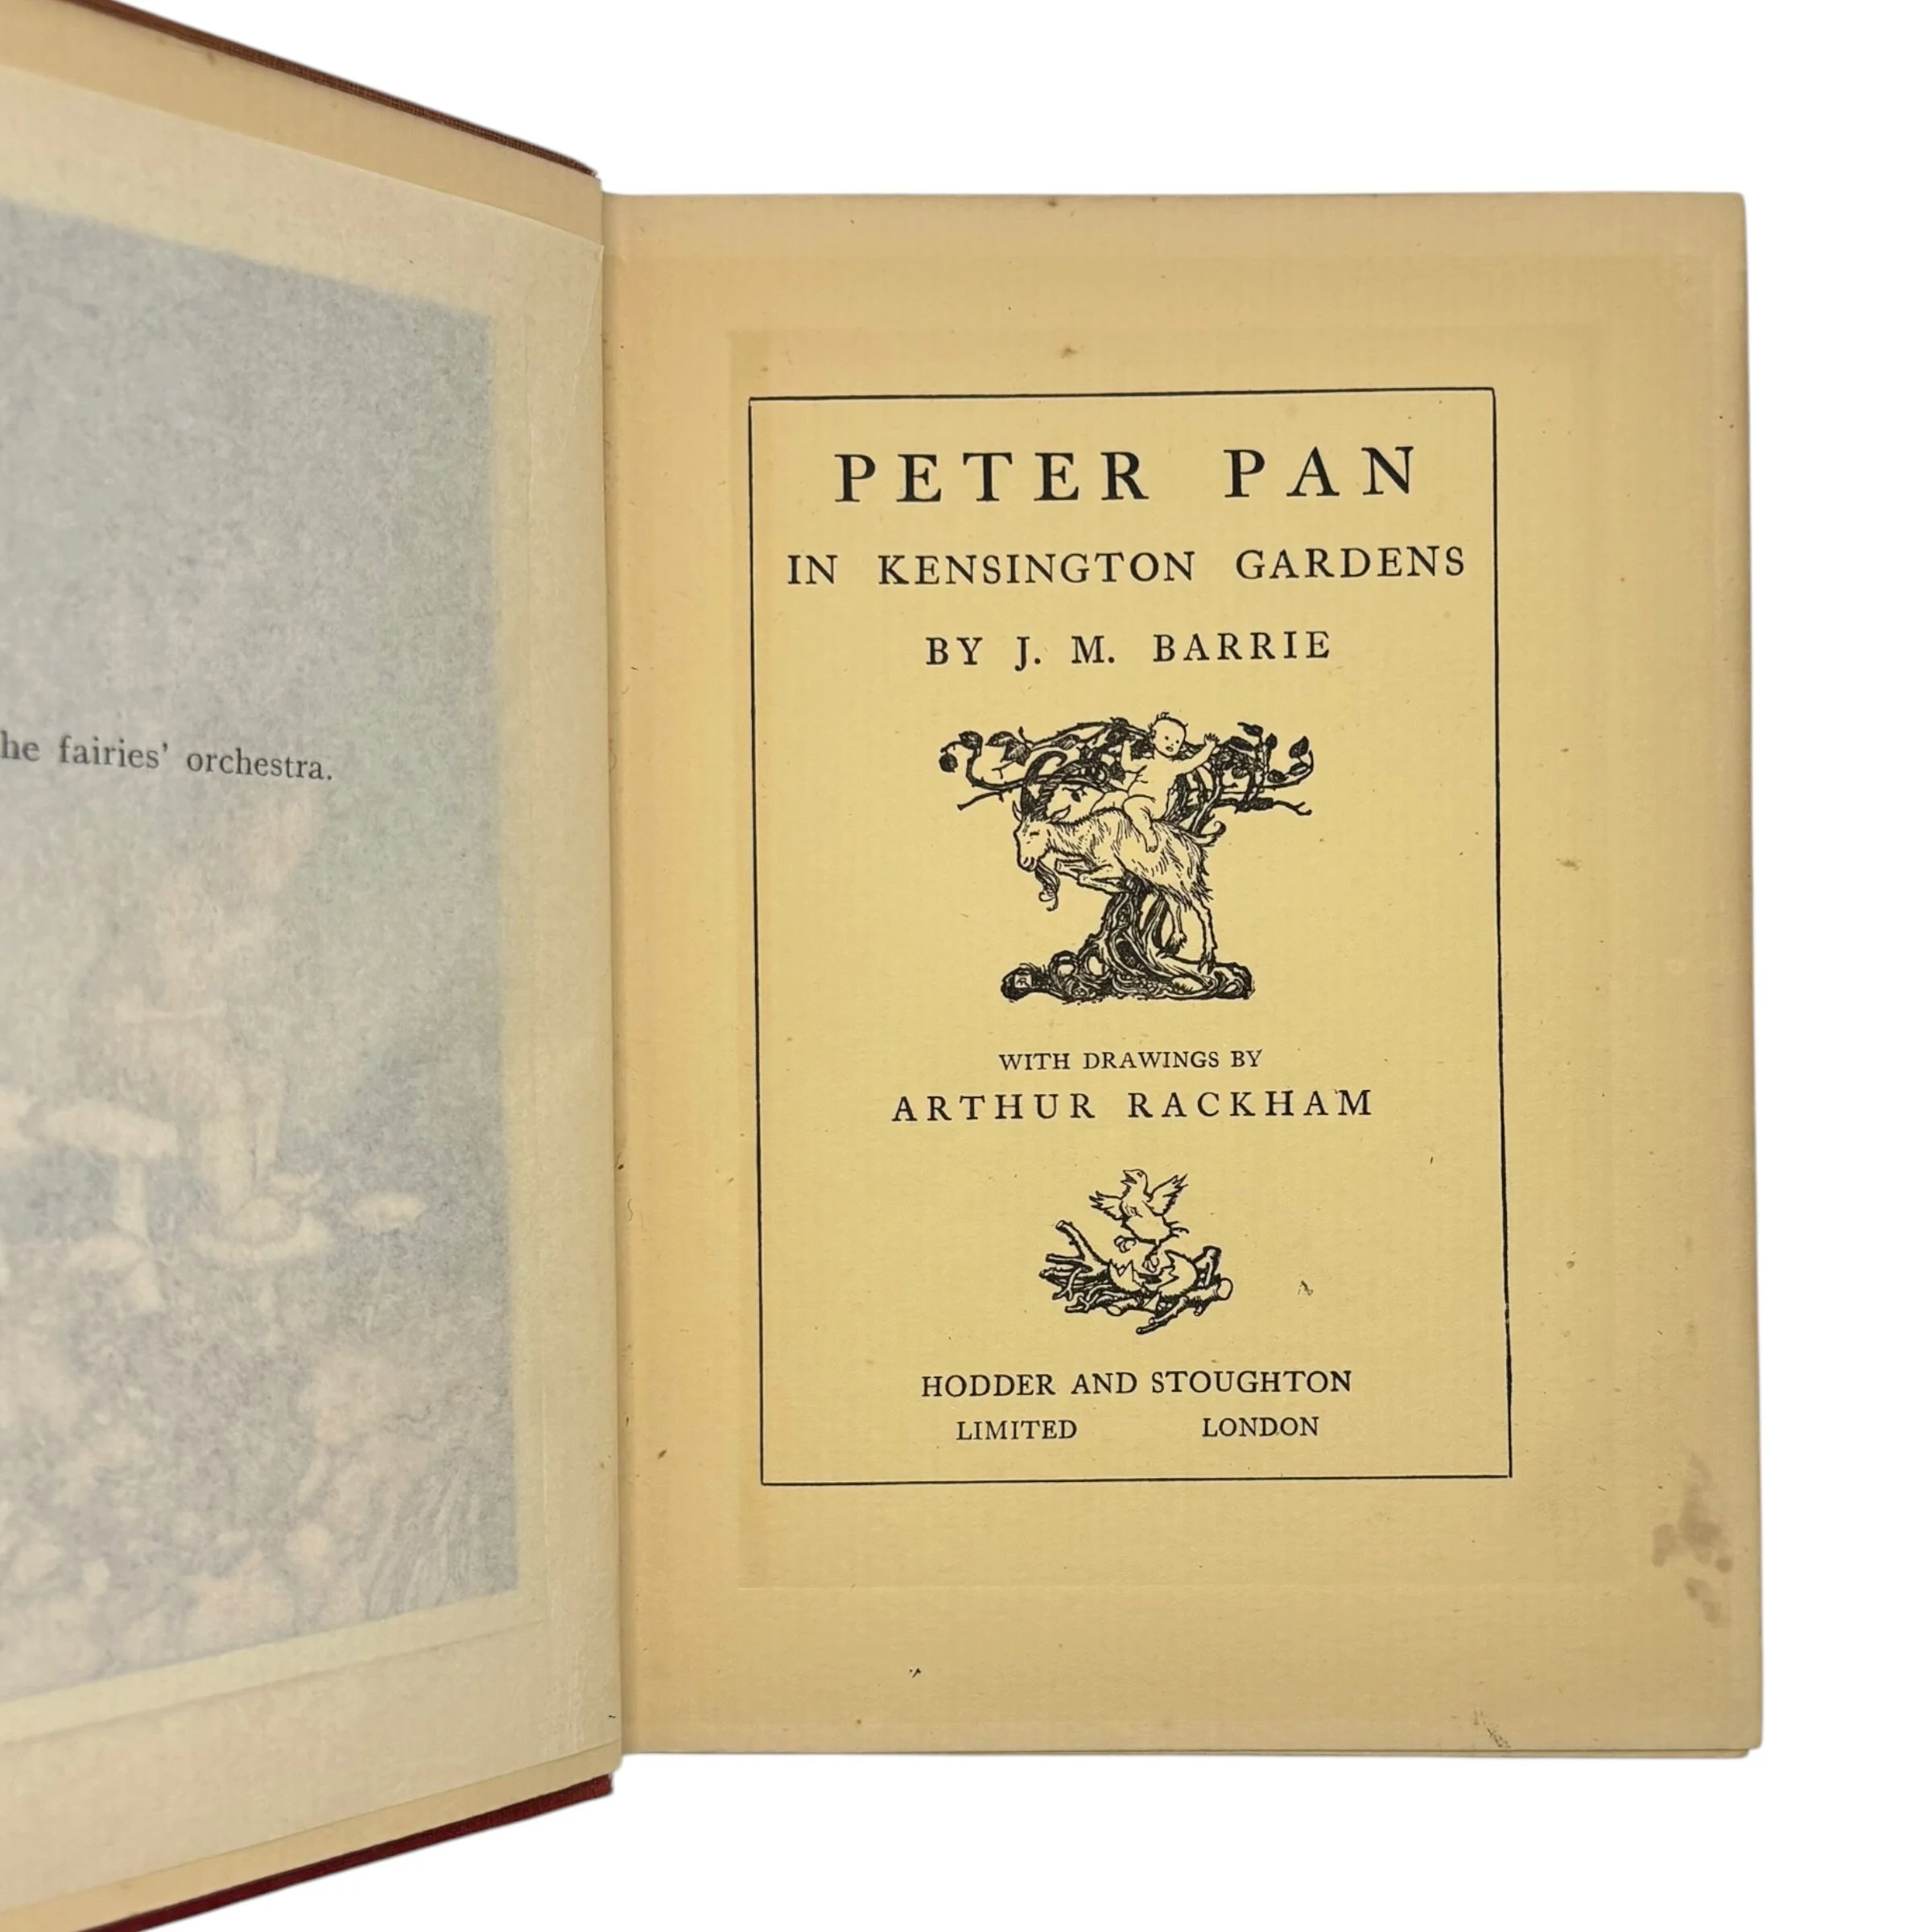 he fairies' orchestra.
PETER PAN
IN KENSINGTON GARDENS
BY J. M. BARRIE
WITH DRAWINGS BY
ARTHUR RACKHAM
HODDER AND STOUGHTON
LIMITED LONDON